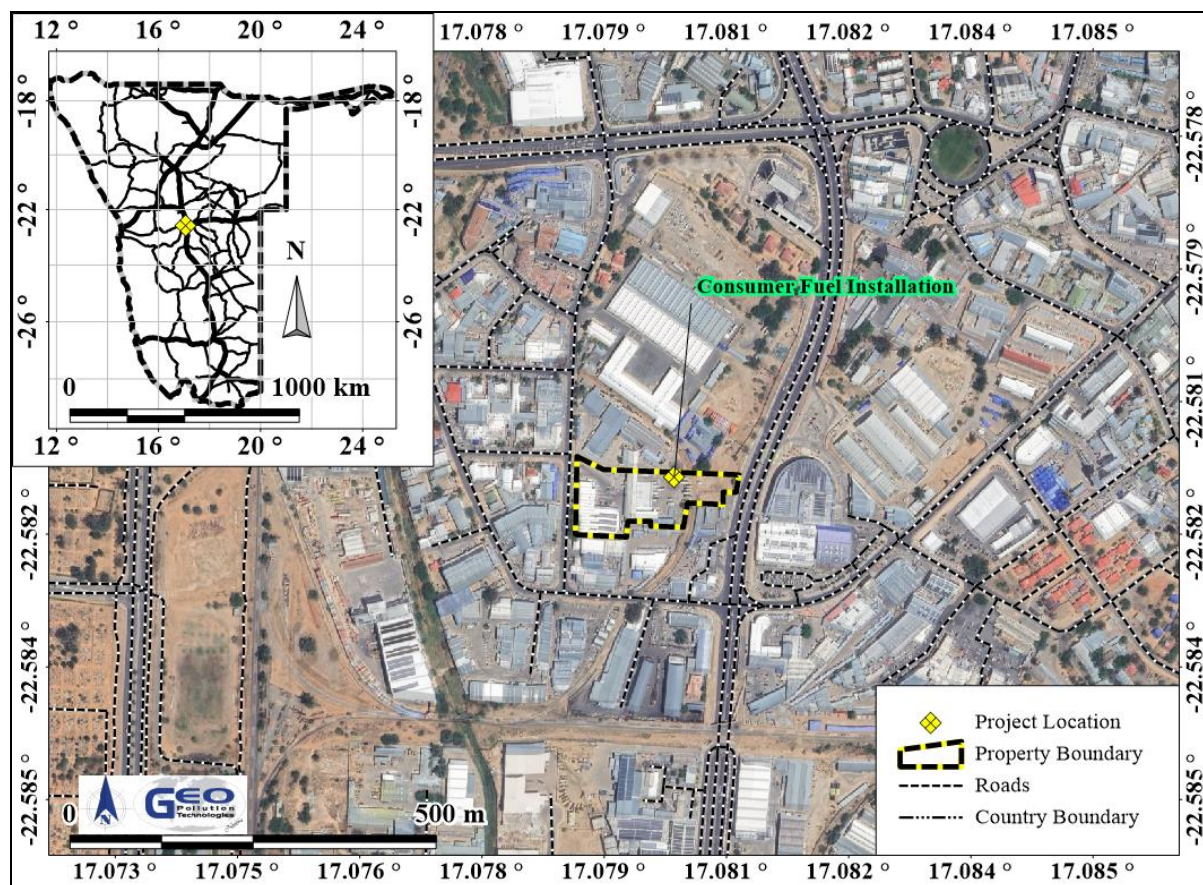 12 ° 16 ° 20 ° 24 °
17.078 ° 17.079 ° 17.081 ° 17.082 ° 17.084 ° 17.085 °
-18 °
-22 °
-26 °
N
0 1000 km
12 ° 16 ° 20 ° 24 °
-22.578 °
-22.579 °
-22.581 °
-22.582 °
-22.584 °
-22.585 °
Consumer Fuel Installation
-22.582 °
-22.584 °
-22.585 °
Project Location
Property Boundary
Roads
Country Boundary
GEO
Pollution
Technologies
0 500 m
17.073 ° 17.075 ° 17.076 ° 17.078 ° 17.079 ° 17.081 ° 17.082 ° 17.084 ° 17.085 °